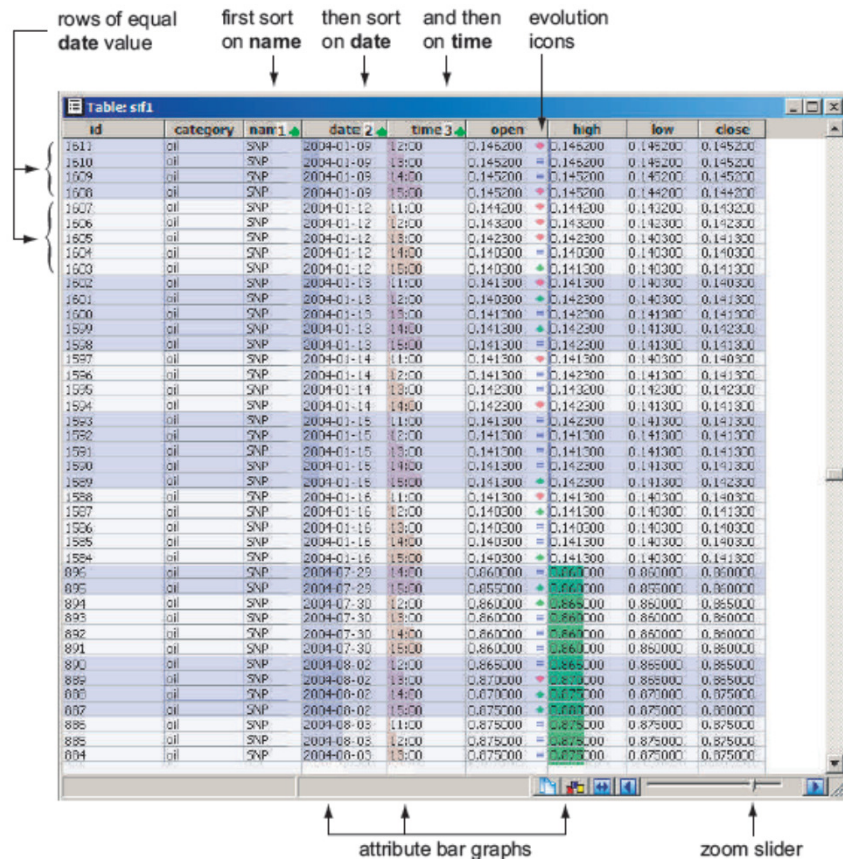 rows of equal date value
first sort on name
then sort on date
and then on time
evolution icons
Table: sif1
id category nam 1 date 2 time 3 open high low close
1611 oil SNP 2004-01-09 12:00 0.146200 0.146200 0.145200 0.145200
1610 oil SNP 2004-01-09 13:00 0.145200 0.145200 0.145200 0.145200
1609 oil SNP 2004-01-09 14:00 0.145200 0.145200 0.145200 0.145200
1608 oil SNP 2004-01-09 15:00 0.145200 0.145200 0.144200 0.144200
1607 oil SNP 2004-01-12 11:00 0.144200 0.144200 0.143200 0.143200
1606 oil SNP 2004-01-12 12:00 0.143200 0.143200 0.142300 0.142300
1605 oil SNP 2004-01-12 13:00 0.142300 0.142300 0.140300 0.141300
1604 oil SNP 2004-01-12 14:00 0.140300 0.140300 0.140300 0.140300
1603 oil SNP 2004-01-12 15:00 0.140300 0.141300 0.140300 0.141300
1602 oil SNP 2004-01-13 11:00 0.141300 0.141300 0.140300 0.140300
1601 oil SNP 2004-01-13 12:00 0.140300 0.142300 0.140300 0.141300
1600 oil SNP 2004-01-13 13:00 0.141300 0.142300 0.141300 0.141300
1599 oil SNP 2004-01-13 14:00 0.141300 0.142300 0.141300 0.142300
1598 oil SNP 2004-01-13 15:00 0.141300 0.142300 0.141300 0.141300
1597 oil SNP 2004-01-14 11:00 0.141300 0.141300 0.140300 0.140300
1596 oil SNP 2004-01-14 12:00 0.141300 0.142300 0.141300 0.141300
1595 oil SNP 2004-01-14 13:00 0.142300 0.143200 0.142300 0.142300
1594 oil SNP 2004-01-14 14:00 0.142300 0.142300 0.141300 0.141300
1593 oil SNP 2004-01-15 11:00 0.141300 0.141300 0.141300 0.141300
1592 oil SNP 2004-01-15 12:00 0.141300 0.142300 0.141300 0.141300
1591 oil SNP 2004-01-15 13:00 0.141300 0.142300 0.141300 0.141300
1590 oil SNP 2004-01-15 14:00 0.141300 0.142300 0.141300 0.141300
1589 oil SNP 2004-01-15 15:00 0.141300 0.142300 0.141300 0.142300
1588 oil SNP 2004-01-16 11:00 0.141300 0.141300 0.140300 0.140300
1587 oil SNP 2004-01-16 12:00 0.140300 0.141300 0.140300 0.141300
1586 oil SNP 2004-01-16 13:00 0.140300 0.140300 0.140300 0.140300
1585 oil SNP 2004-01-16 14:00 0.140300 0.141300 0.140300 0.140300
1584 oil SNP 2004-01-16 15:00 0.140300 0.141300 0.140300 0.141300
896 oil SNP 2004-07-29 14:00 0.860000 0.860000 0.860000
895 oil SNP 2004-07-29 15:00 0.855000 0.855000 0.860000
894 oil SNP 2004-07-30 12:00 0.860000 0.865000 0.860000 0.865000
893 oil SNP 2004-07-30 13:00 0.860000 0.860000 0.860000 0.860000
892 oil SNP 2004-07-30 14:00 0.860000 0.860000 0.860000 0.860000
891 oil SNP 2004-07-30 15:00 0.860000 0.860000 0.860000 0.860000
890 oil SNP 2004-08-02 12:00 0.865000 0.865000 0.865000 0.865000
889 oil SNP 2004-08-02 13:00 0.870000 0.870000 0.865000 0.865000
888 oil SNP 2004-08-02 14:00 0.870000 0.875000 0.870000 0.875000
887 oil SNP 2004-08-02 15:00 0.875000 0.880000 0.875000 0.880000
886 oil SNP 2004-08-03 11:00 0.875000 0.875000 0.875000 0.875000
885 oil SNP 2004-08-03 12:00 0.875000 0.875000 0.875000 0.875000
884 oil SNP 2004-08-03 13:00 0.875000 0.875000 0.875000 0.875000
attribute bar graphs
zoom slider